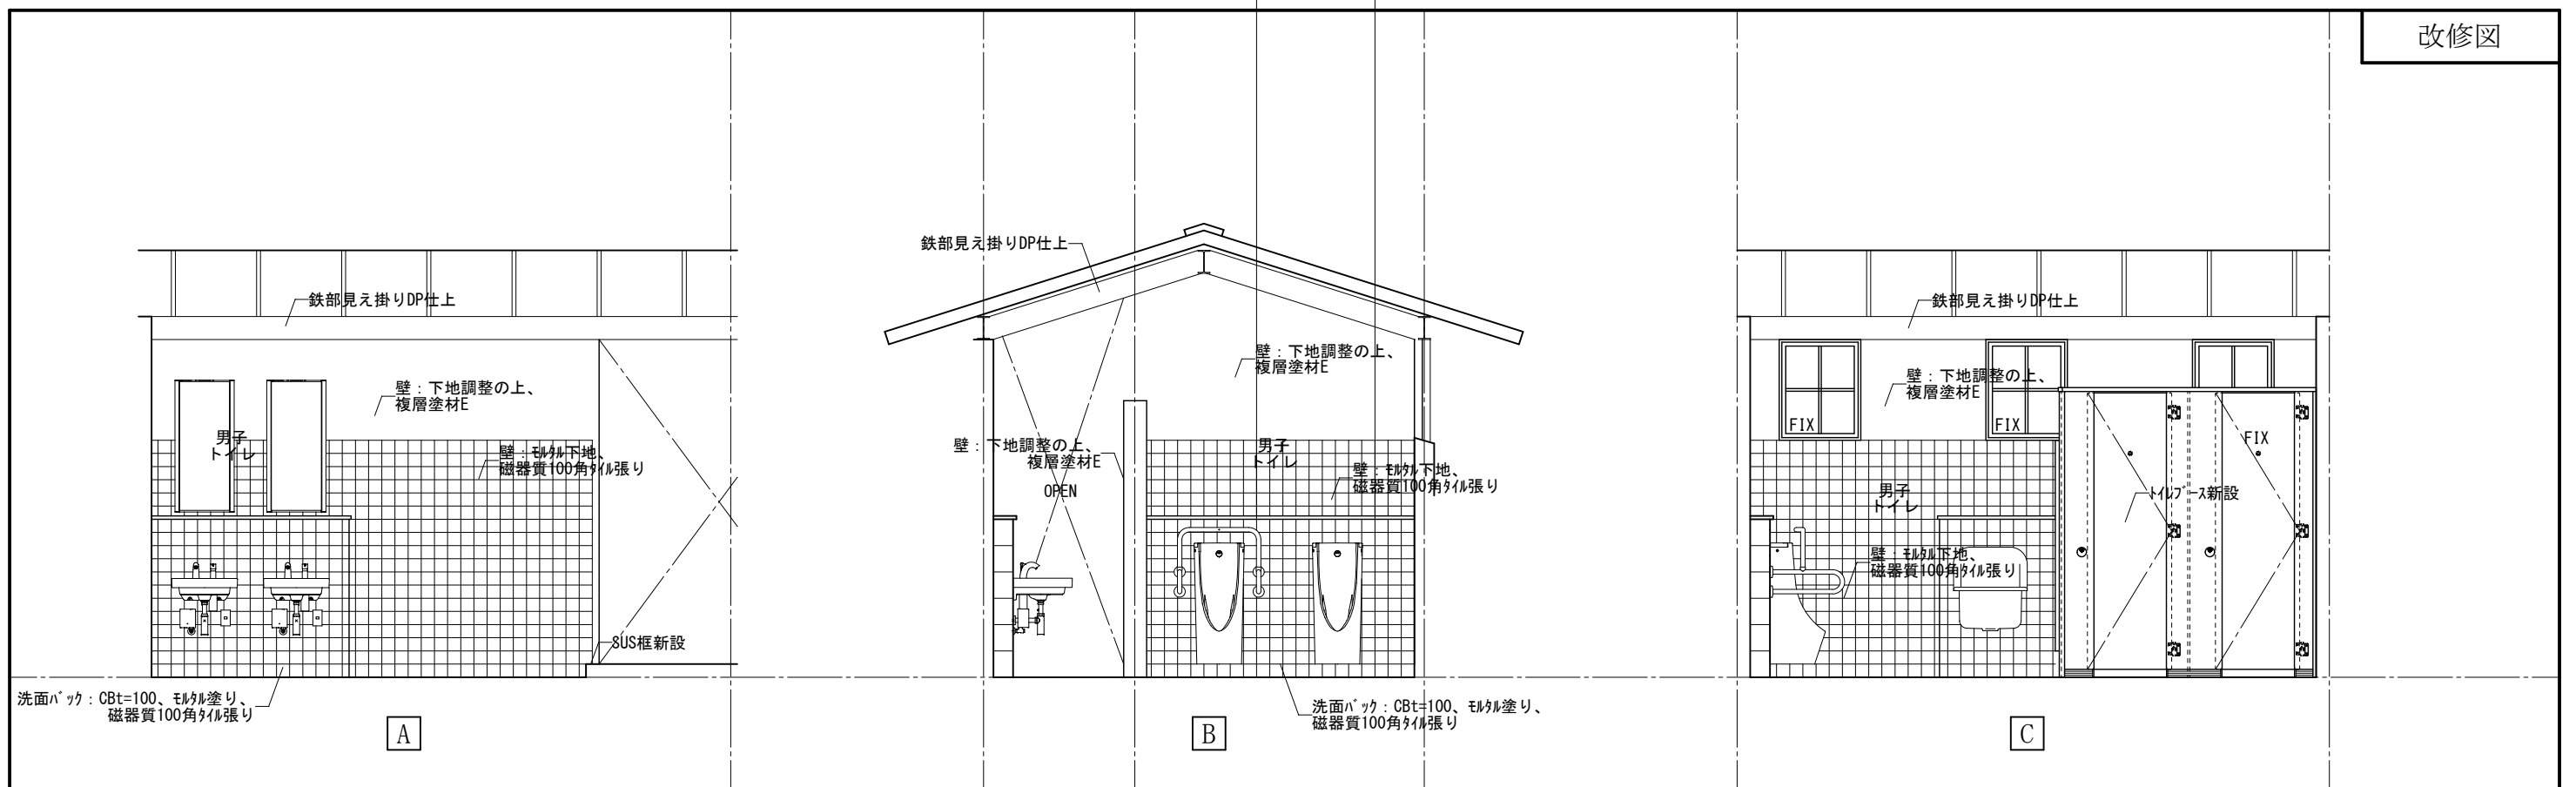 改修図
鉄部見え掛りDP仕上
壁：下地調整の上、
複層塗材E
男子
トイレ
壁：ﾓﾙﾀﾙ下地、
磁器質100角ﾀｲﾙ張り
SUS框新設
洗面ﾊﾞｯｸ：CBt=100、ﾓﾙﾀﾙ塗り、
磁器質100角ﾀｲﾙ張り
A
鉄部見え掛りDP仕上
壁：下地調整の上、
複層塗材E
壁：下地調整の上、
複層塗材E
OPEN
男子
トイレ
壁：ﾓﾙﾀﾙ下地、
磁器質100角ﾀｲﾙ張り
洗面ﾊﾞｯｸ：CBt=100、ﾓﾙﾀﾙ塗り、
磁器質100角ﾀｲﾙ張り
B
鉄部見え掛りDP仕上
壁：下地調整の上、
複層塗材E
FIX
FIX
FIX
男子
トイレ
ﾄｲﾚﾌﾞｰｽ新設
壁：ﾓﾙﾀﾙ下地、
磁器質100角ﾀｲﾙ張り
C